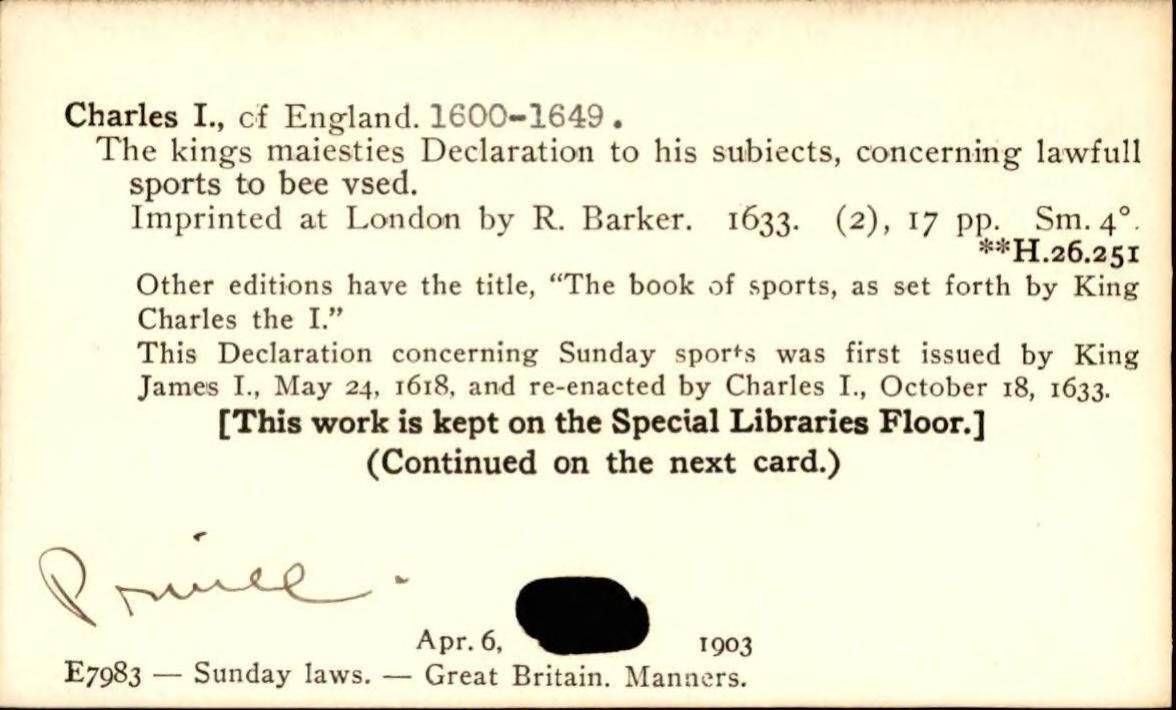 Charles I., of England. 1600-1649.
The kings maiesties Declaration to his subiects, concerning lawfull
sports to bee vsed.
Imprinted at London by R. Barker. 1633. (2), 17 pp. Sm. 4°.
**H.26.251
Other editions have the title, “The book of sports, as set forth by King
Charles the I.”
This Declaration concerning Sunday sports was first issued by King
James I., May 24, 1618, and re-enacted by Charles I., October 18, 1633.
[This work is kept on the Special Libraries Floor.]
(Continued on the next card.)
Apr. 6, 1903
E7983 — Sunday laws. — Great Britain. Manners.